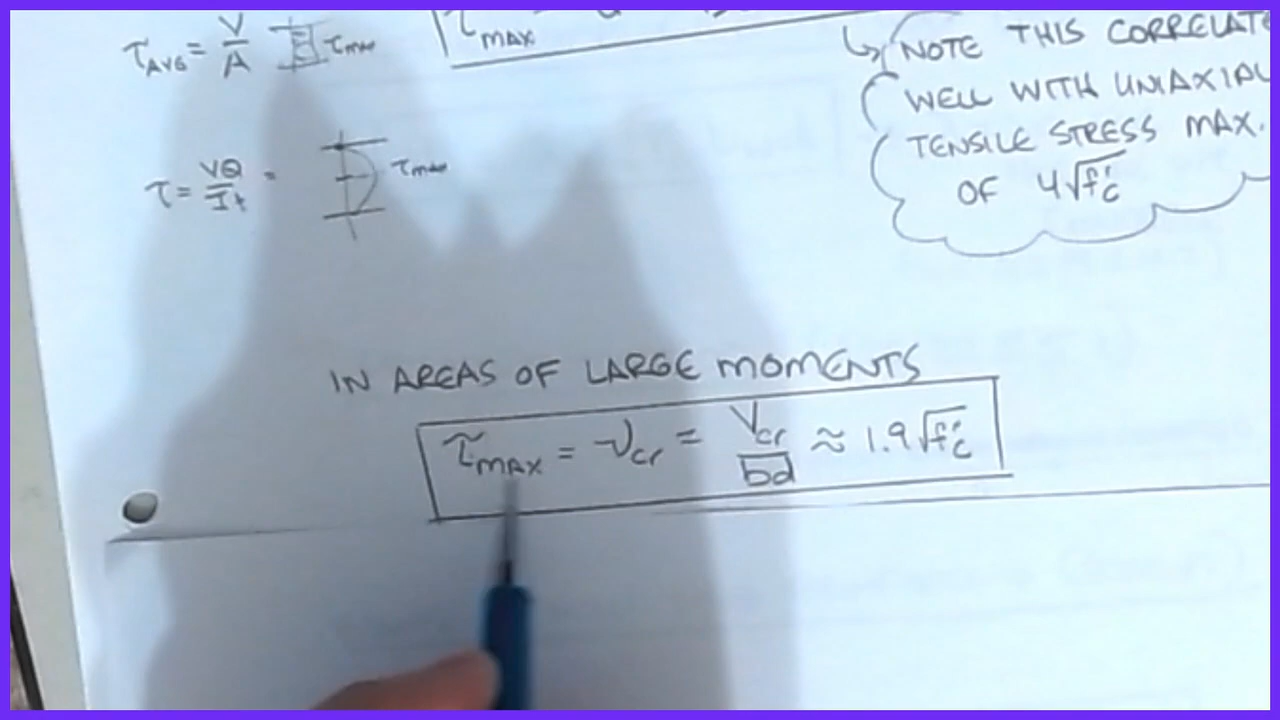 τMAX
τAVG = V/A τmax
NOTE THIS CORRELATE
WELL WITH UNIAXIAL
TENSILE STRESS MAX.
OF 4√f'c
τ = VQ/It = τmax
IN AREAS OF LARGE MOMENTS
τMAX = νcr = Vcr/bd ≈ 1.9√f'c